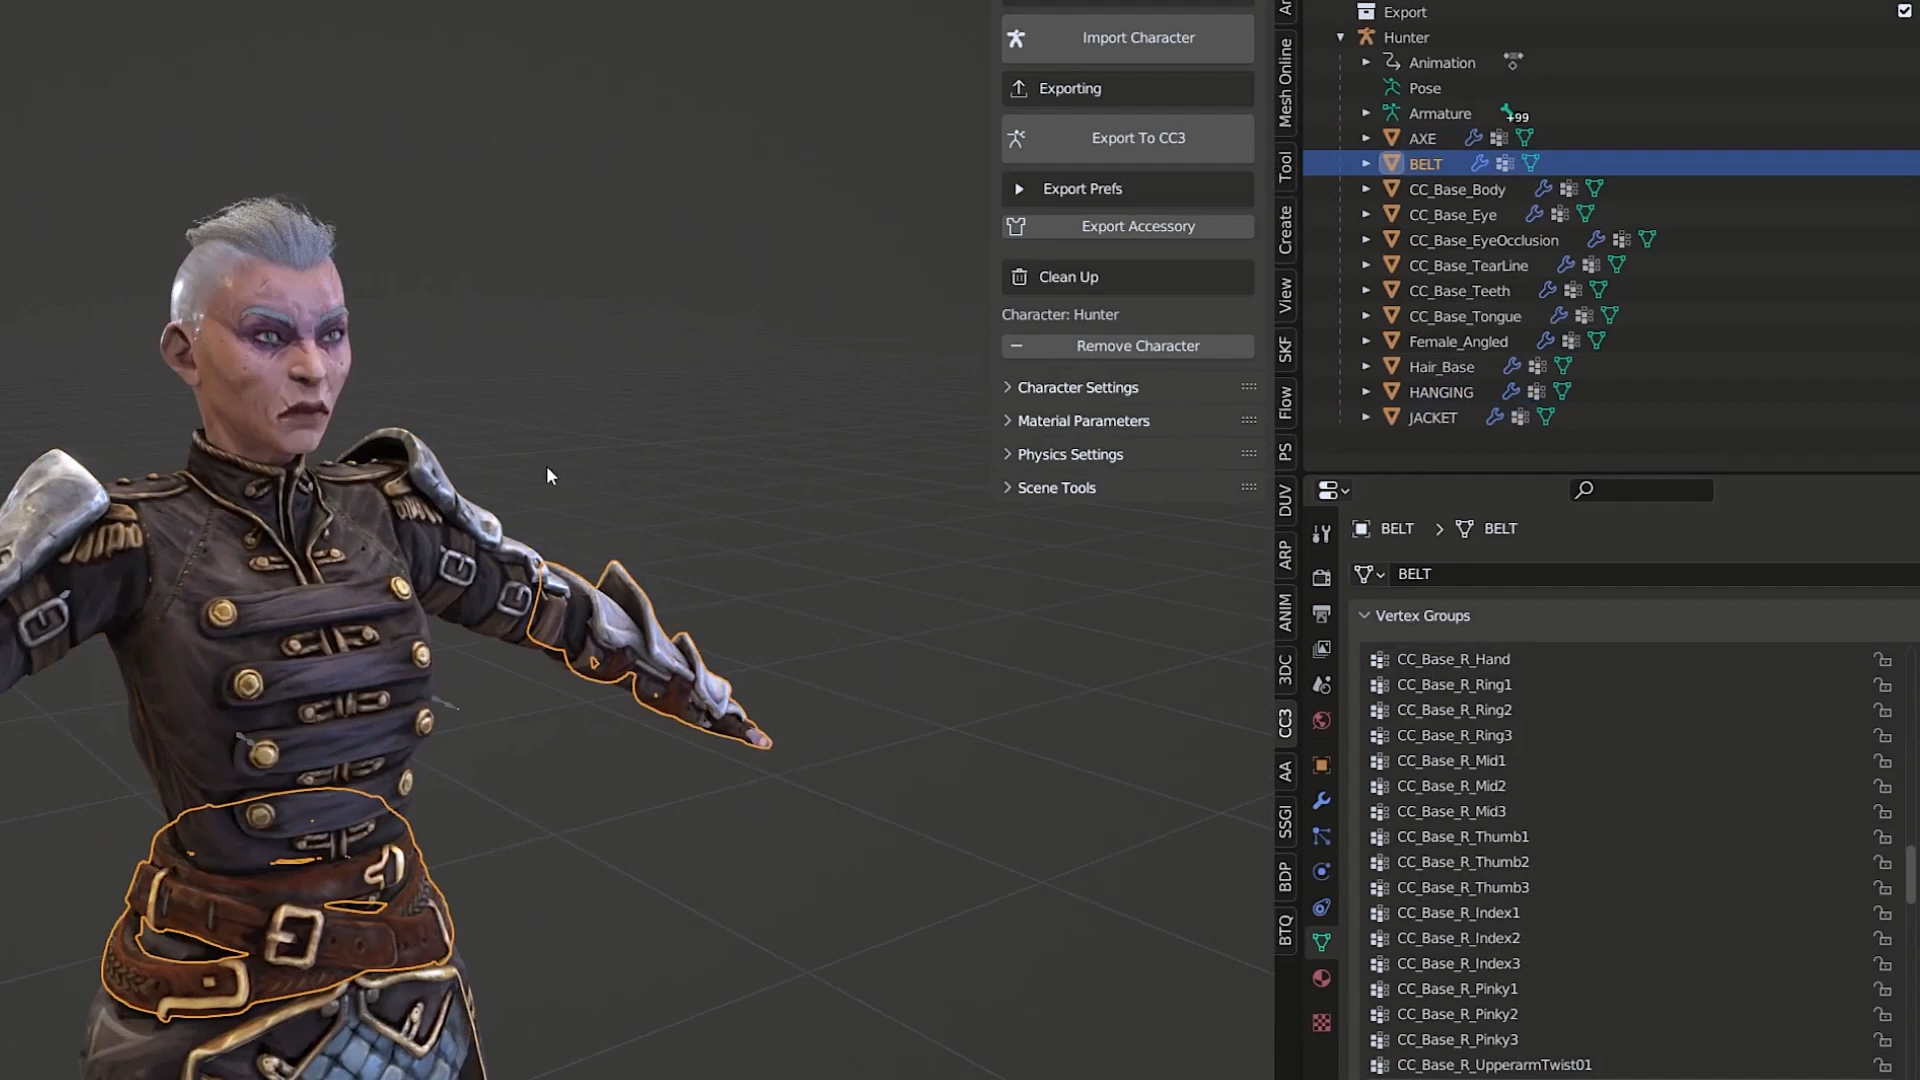 Import Character
Exporting
Export To CC3
Export Prefs
Export Accessory
Clean Up
Character: Hunter
Remove Character
Character Settings
Material Parameters
Physics Settings
Scene Tools
Mesh Online
Tool
Create
View
SKF
Flow
PS
DUV
ARP
ANIM
3DC
CC3
AA
SSGI
BDP
BTQ
Export
Hunter
Animation
Pose
Armature +99
AXE
BELT
CC_Base_Body
CC_Base_Eye
CC_Base_EyeOcclusion
CC_Base_TearLine
CC_Base_Teeth
CC_Base_Tongue
Female_Angled
Hair_Base
HANGING
JACKET
BELT > BELT
BELT
Vertex Groups
CC_Base_R_Hand
CC_Base_R_Ring1
CC_Base_R_Ring2
CC_Base_R_Ring3
CC_Base_R_Mid1
CC_Base_R_Mid2
CC_Base_R_Mid3
CC_Base_R_Thumb1
CC_Base_R_Thumb2
CC_Base_R_Thumb3
CC_Base_R_Index1
CC_Base_R_Index2
CC_Base_R_Index3
CC_Base_R_Pinky1
CC_Base_R_Pinky2
CC_Base_R_Pinky3
CC_Base_R_UpperarmTwist01